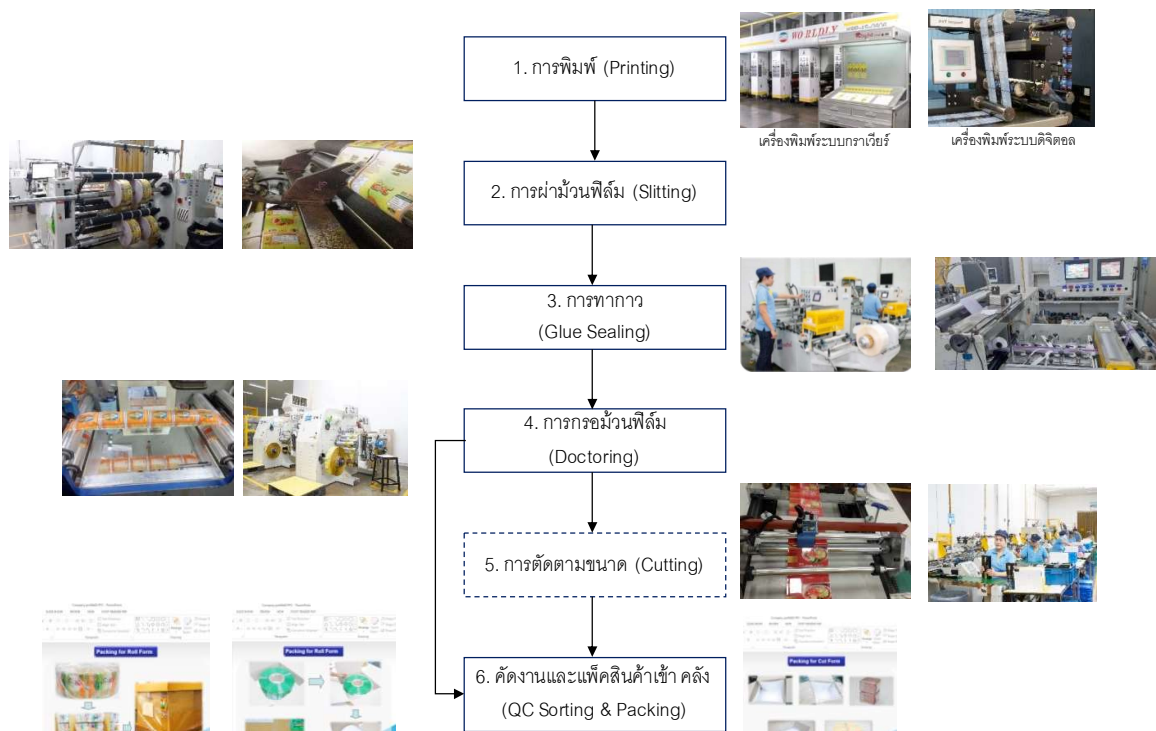 1. การพิมพ์ (Printing)
WORLDLY
เครื่องพิมพ์ระบบกราเวียร์
เครื่องพิมพ์ระบบดิจิตอล
2. การผ่าม้วนฟิล์ม (Slitting)
3. การทากาว
(Glue Sealing)
4. การกรอม้วนฟิล์ม
(Doctoring)
5. การตัดตามขนาด (Cutting)
Packing for Roll Form
Packing for Roll Form
6. คัดงานและแพ็คสินค้าเข้า คลัง
(QC Sorting & Packing)
Packing for Cut Form